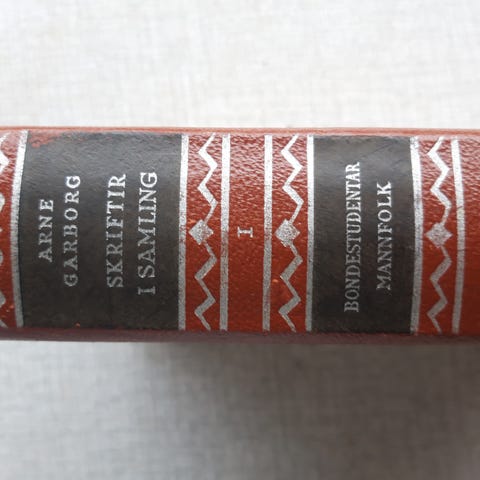 ARNE
GARBORG
SKRIFTIR
I SAMLING
I
BONDESTUDENTAR
MANNFOLK